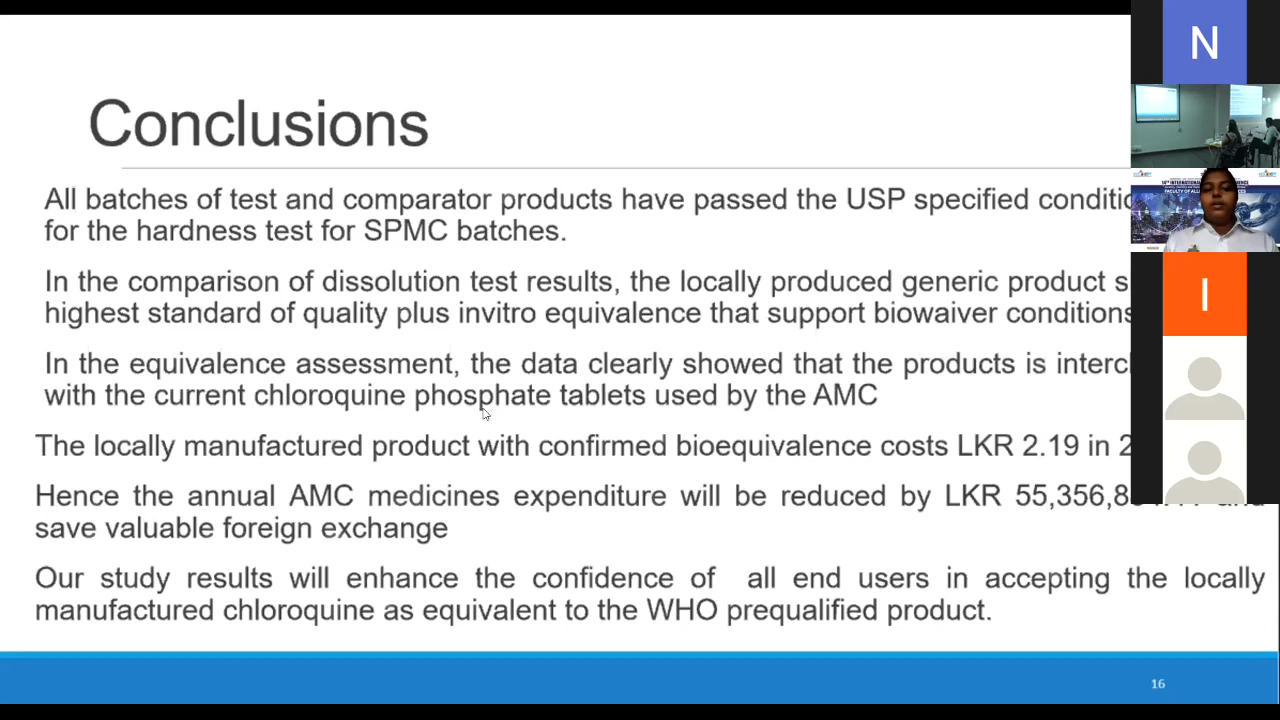 Conclusions
All batches of test and comparator products have passed the USP specified
for the hardness test for SPMC batches.
In the comparison of dissolution test results, the locally produced generic product
highest standard of quality plus invitro equivalence that support biowaiver conditions
In the equivalence assessment, the data clearly showed that the products is
with the current chloroquine phosphate tablets used by the AMC
The locally manufactured product with confirmed bioequivalence costs LKR 2.19 in
Hence the annual AMC medicines expenditure will be reduced by LKR and
save valuable foreign exchange
Our study results will enhance the confidence of all end users in accepting the locally
manufactured chloroquine as equivalent to the WHO prequalified product.
16
N
I